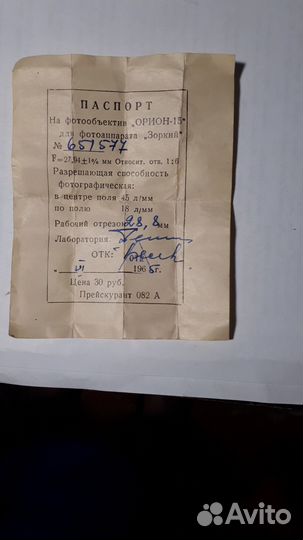 ПАСПОРТ
На фотообъектив „ОРИОН-15"
для фотоаппарата „Зоркий"
№ 651577
F=27,94±1% мм Относит. отв. 1:6
Разрешающая способность
фотографическая:
в центре поля 45 л/мм
по полю 18 л/мм
Рабочий отрезок 28,8 мм
Лаборатория
ОТК:
" VI 1965г.
Цена 30 руб.
Прейскурант 082 А
Avito